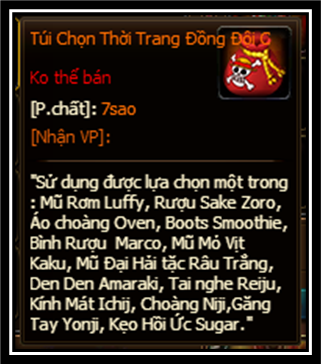 Túi Chọn Thời Trang Đồng Đội G
Ko thể bán
[P.chất]: 7sao
[Nhận VP]:
"Sử dụng được lựa chọn một trong
: Mũ Rơm Luffy, Rượu Sake Zoro,
Áo choàng Oven, Boots Smoothie,
Bình Rượu Marco, Mũ Mỏ Vịt
Kaku, Mũ Đại Hải tặc Râu Trắng,
Den Den Amaraki, Tai nghe Reiju,
Kính Mát Ichij, Choàng Niji,Găng
Tay Yonji, Kẹo Hồi Ức Sugar."